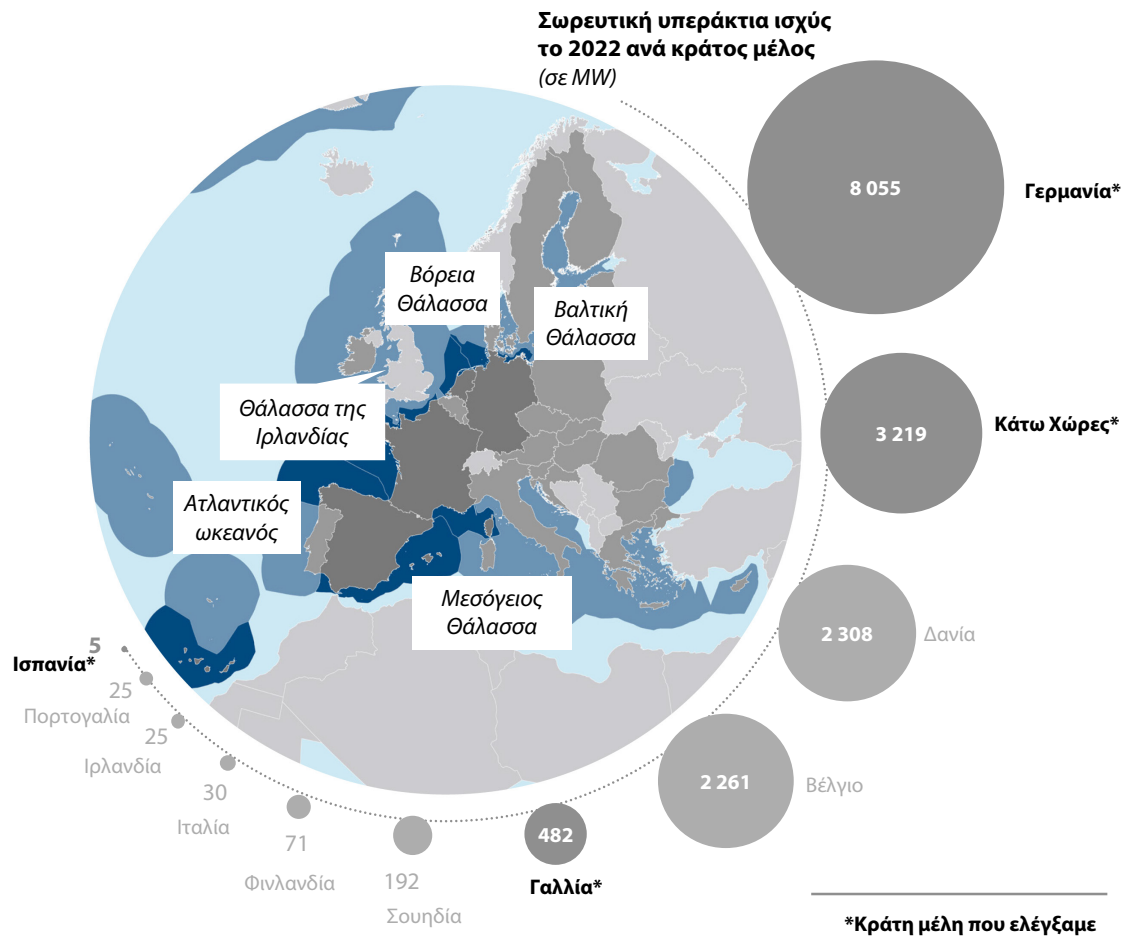 Σωρευτική υπεράκτια ισχύς
το 2022 ανά κράτος μέλος
(σε MW)
8 055
Γερμανία*
Βόρεια
Θάλασσα
Βαλτική
Θάλασσα
Θάλασσα της
Ιρλανδίας
3 219
Κάτω Χώρες*
Ατλαντικός
ωκεανός
Μεσόγειος
Θάλασσα
2 308
Δανία
5
Ισπανία*
25
Πορτογαλία
25
Ιρλανδία
30
Ιταλία
71
Φινλανδία
192
Σουηδία
482
Γαλλία*
2 261
Βέλγιο
*Κράτη μέλη που ελέγξαμε